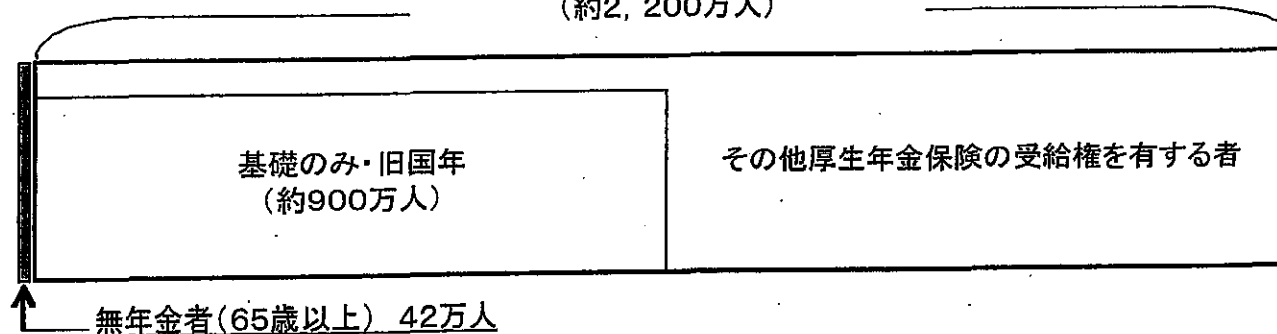 (約2, 200万人)
基礎のみ・旧国年
(約900万人)
その他厚生年金保険の受給権を有する者
無年金者(65歳以上) 42万人